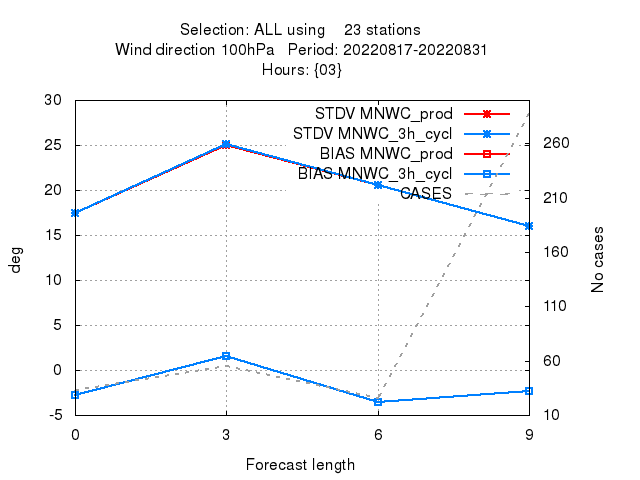 Selection: ALL using 23 stations
Wind direction 100hPa Period: 20220817-20220831
Hours: {03}
30
25
20
15
10
5
0
-5
deg
STDV MNWC_prod
STDV MNWC_3h_cycl
BIAS MNWC_prod
BIAS MNWC_3h_cycl
CASES
260
210
160
110
60
10
No cases
0 3 6 9
Forecast length